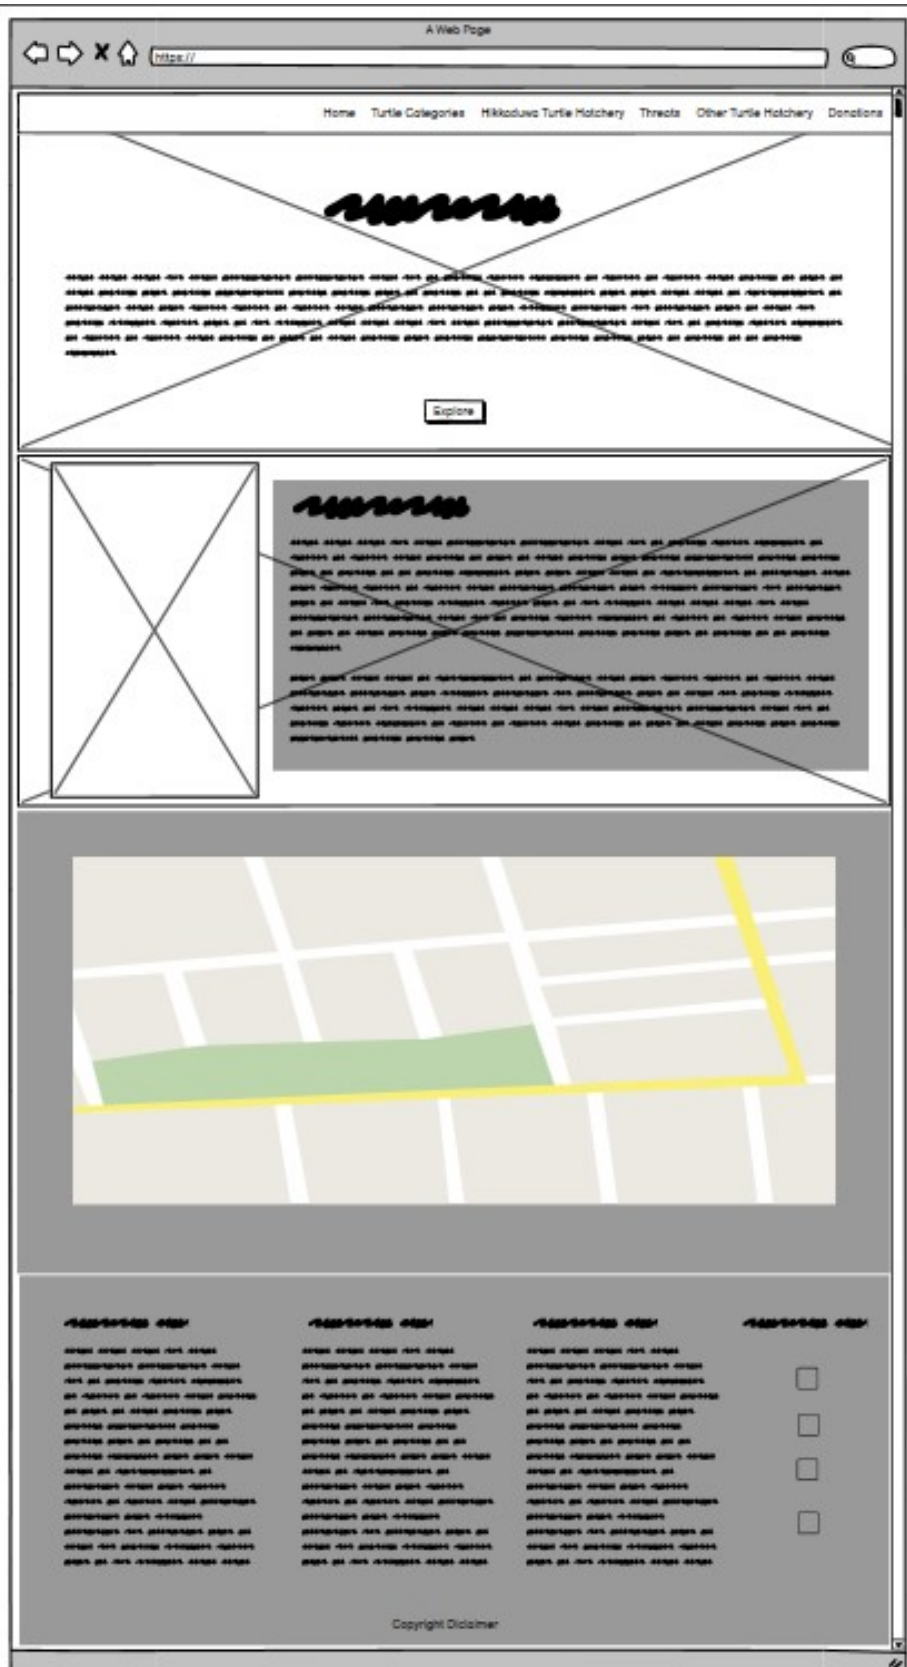 A Web Page
https://
Home Turtle Categories Hikkaduwa Turtle Hatchery Threats Other Turtle Hatchery Donations
Explore
Copyright Diclaimer